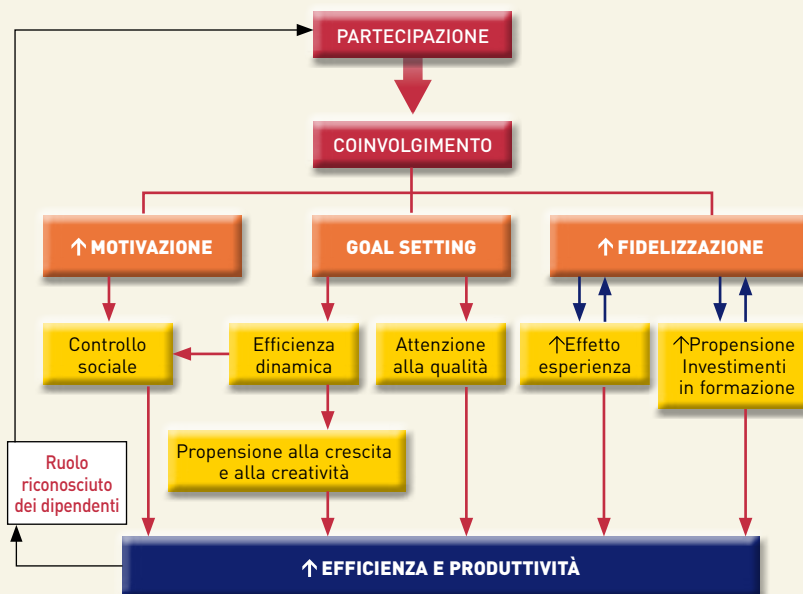 PARTECIPAZIONE
COINVOLGIMENTO
↑ MOTIVAZIONE
GOAL SETTING
↑ FIDELIZZAZIONE
Controllo
sociale
Efficienza
dinamica
Attenzione
alla qualità
↑Effetto
esperienza
↑Propensione
Investimenti
in formazione
Propensione alla crescita
e alla creatività
Ruolo
riconosciuto
dei dipendenti
↑ EFFICIENZA E PRODUTTIVITÀ